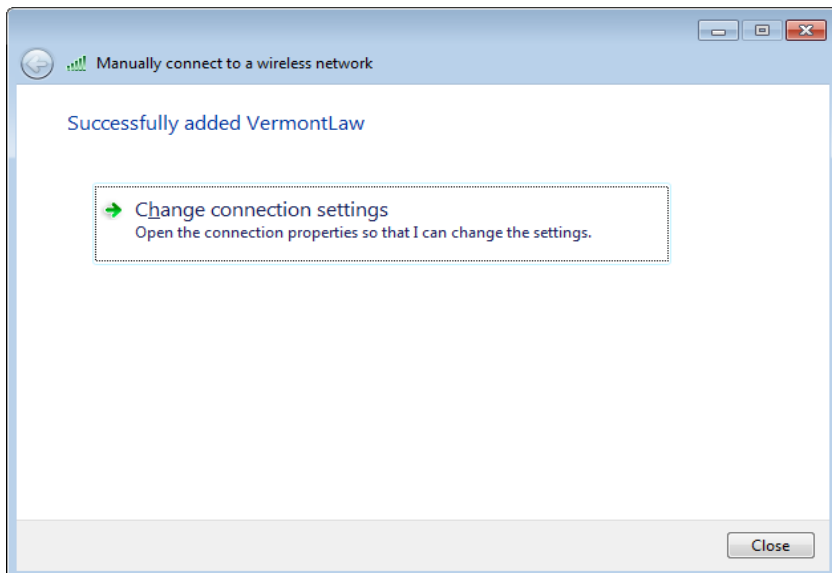 Manually connect to a wireless network
Successfully added VermontLaw
Change connection settings
Open the connection properties so that I can change the settings.
Close